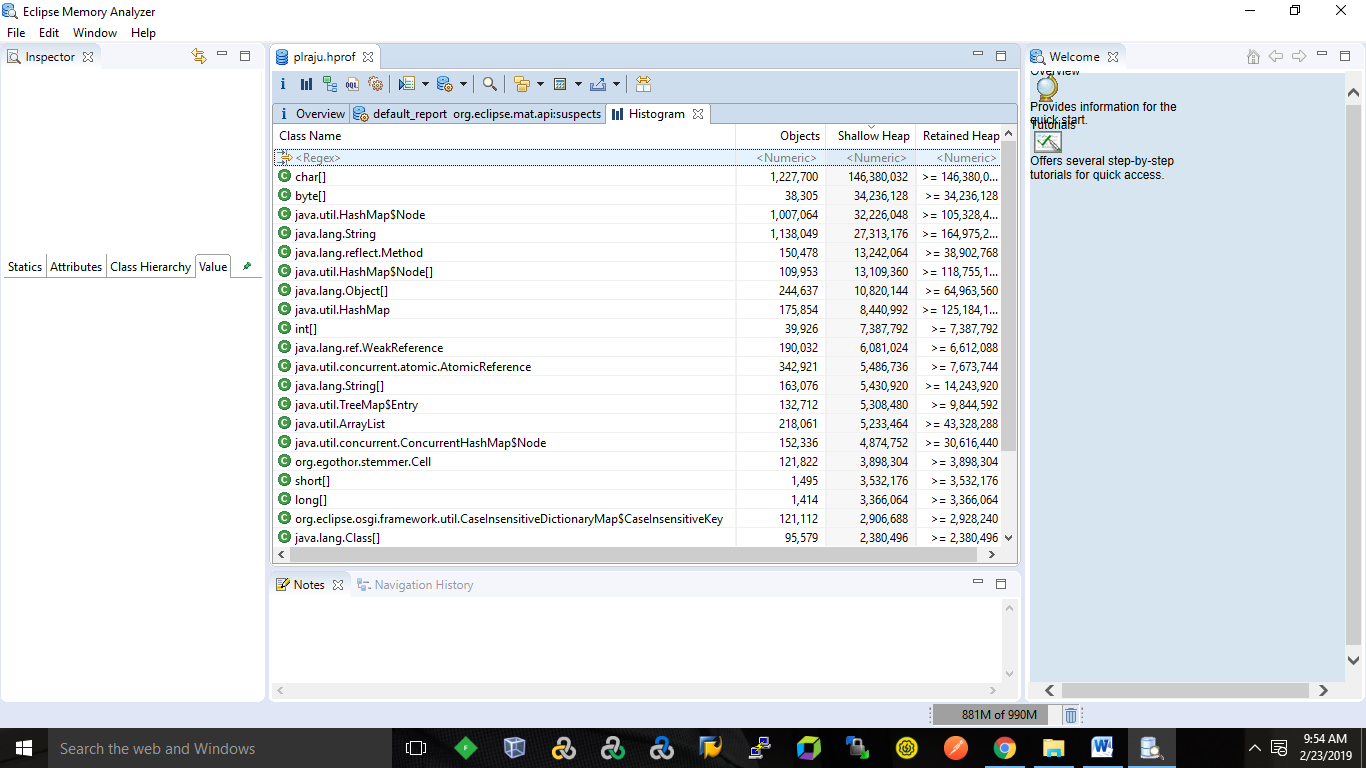 Eclipse Memory Analyzer
File Edit Window Help
Inspector
Statics Attributes Class Hierarchy Value
plraju.hprof
i OQL
i Overview default_report org.eclipse.mat.api:suspects Histogram
Class Name Objects Shallow Heap Retained Heap
<Regex> <Numeric> <Numeric> <Numeric>
C char[] 1,227,700 146,380,032 >= 146,380,0...
C byte[] 38,305 34,236,128 >= 34,236,128
C java.util.HashMap$Node 1,007,064 32,226,048 >= 105,328,4...
C java.lang.String 1,138,049 27,313,176 >= 164,975,2...
C java.lang.reflect.Method 150,478 13,242,064 >= 38,902,768
C java.util.HashMap$Node[] 109,953 13,109,360 >= 118,755,1...
C java.lang.Object[] 244,637 10,820,144 >= 64,963,560
C java.util.HashMap 175,854 8,440,992 >= 125,184,1...
C int[] 39,926 7,387,792 >= 7,387,792
C java.lang.ref.WeakReference 190,032 6,081,024 >= 6,612,088
C java.util.concurrent.atomic.AtomicReference 342,921 5,486,736 >= 7,673,744
C java.lang.String[] 163,076 5,430,920 >= 14,243,920
C java.util.TreeMap$Entry 132,712 5,308,480 >= 9,844,592
C java.util.ArrayList 218,061 5,233,464 >= 43,328,288
C java.util.concurrent.ConcurrentHashMap$Node 152,336 4,874,752 >= 30,616,440
C org.egothor.stemmer.Cell 121,822 3,898,304 >= 3,898,304
C short[] 1,495 3,532,176 >= 3,532,176
C long[] 1,414 3,366,064 >= 3,366,064
C org.eclipse.osgi.framework.util.CaseInsensitiveDictionaryMap$CaseInsensitiveKey 121,112 2,906,688 >= 2,928,240
C java.lang.Class[] 95,579 2,380,496 >= 2,380,496
Notes Navigation History
Welcome
Overview
Provides information for the
quick start.
Tutorials
Offers several step-by-step
tutorials for quick access.
881M of 990M
Search the web and Windows
9:54 AM
2/23/2019